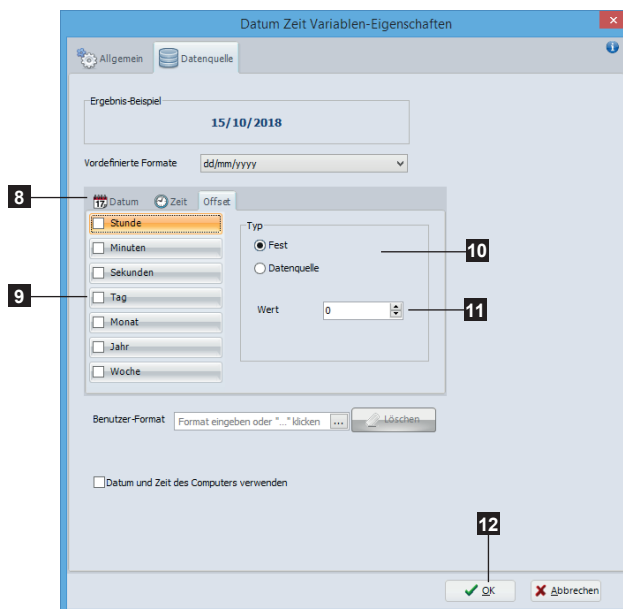 Datum Zeit Variablen-Eigenschaften
Allgemein
Datenquelle
Ergebnis-Beispiel
15/10/2018
Vordefinierte Formate dd/mm/yyyy
8
17 Datum Zeit Offset
Stunde
Minuten
Sekunden
9
Tag
Monat
Jahr
Woche
Typ
Fest
10
Datenquelle
Wert 0
11
Benutzer-Format Format eingeben oder "..." klicken ... Löschen
Datum und Zeit des Computers verwenden
12
OK Abbrechen